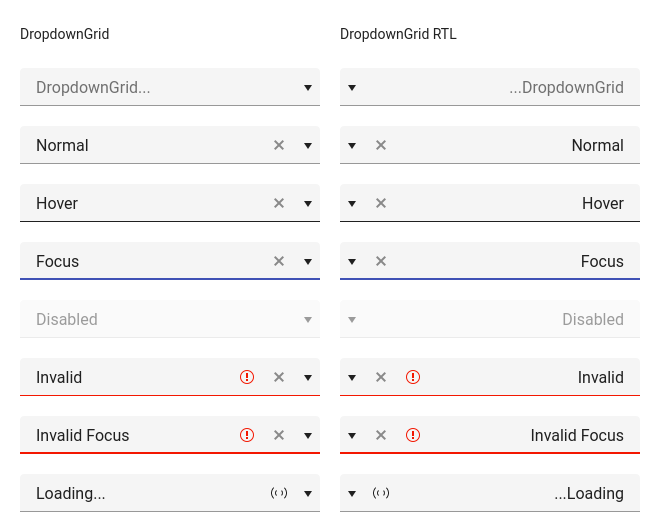 DropdownGrid
DropdownGrid RTL
DropdownGrid...
...DropdownGrid
Normal
Normal
Hover
Hover
Focus
Focus
Disabled
Disabled
Invalid
Invalid
Invalid Focus
Invalid Focus
Loading...
...Loading